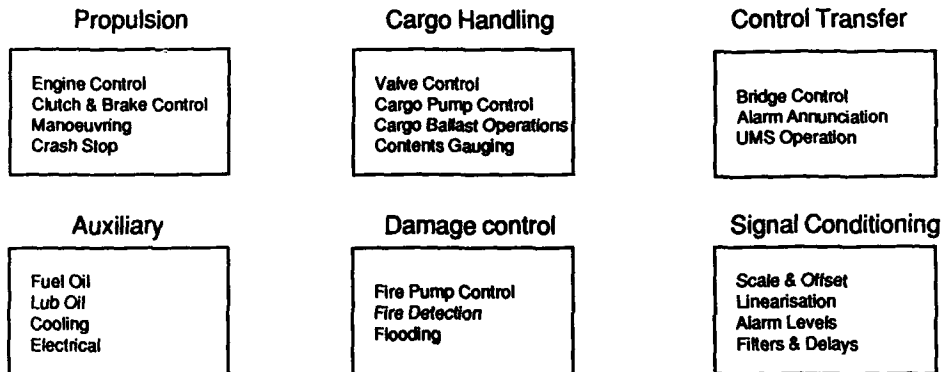 Propulsion
Engine Control
Clutch & Brake Control
Manoeuvring
Crash Stop
Cargo Handling
Valve Control
Cargo Pump Control
Cargo Ballast Operations
Contents Gauging
Control Transfer
Bridge Control
Alarm Annunciation
UMS Operation
Auxiliary
Fuel Oil
Lub Oil
Cooling
Electrical
Damage control
Fire Pump Control
Fire Detection
Flooding
Signal Conditioning
Scale & Offset
Linearisation
Alarm Levels
Filters & Delays